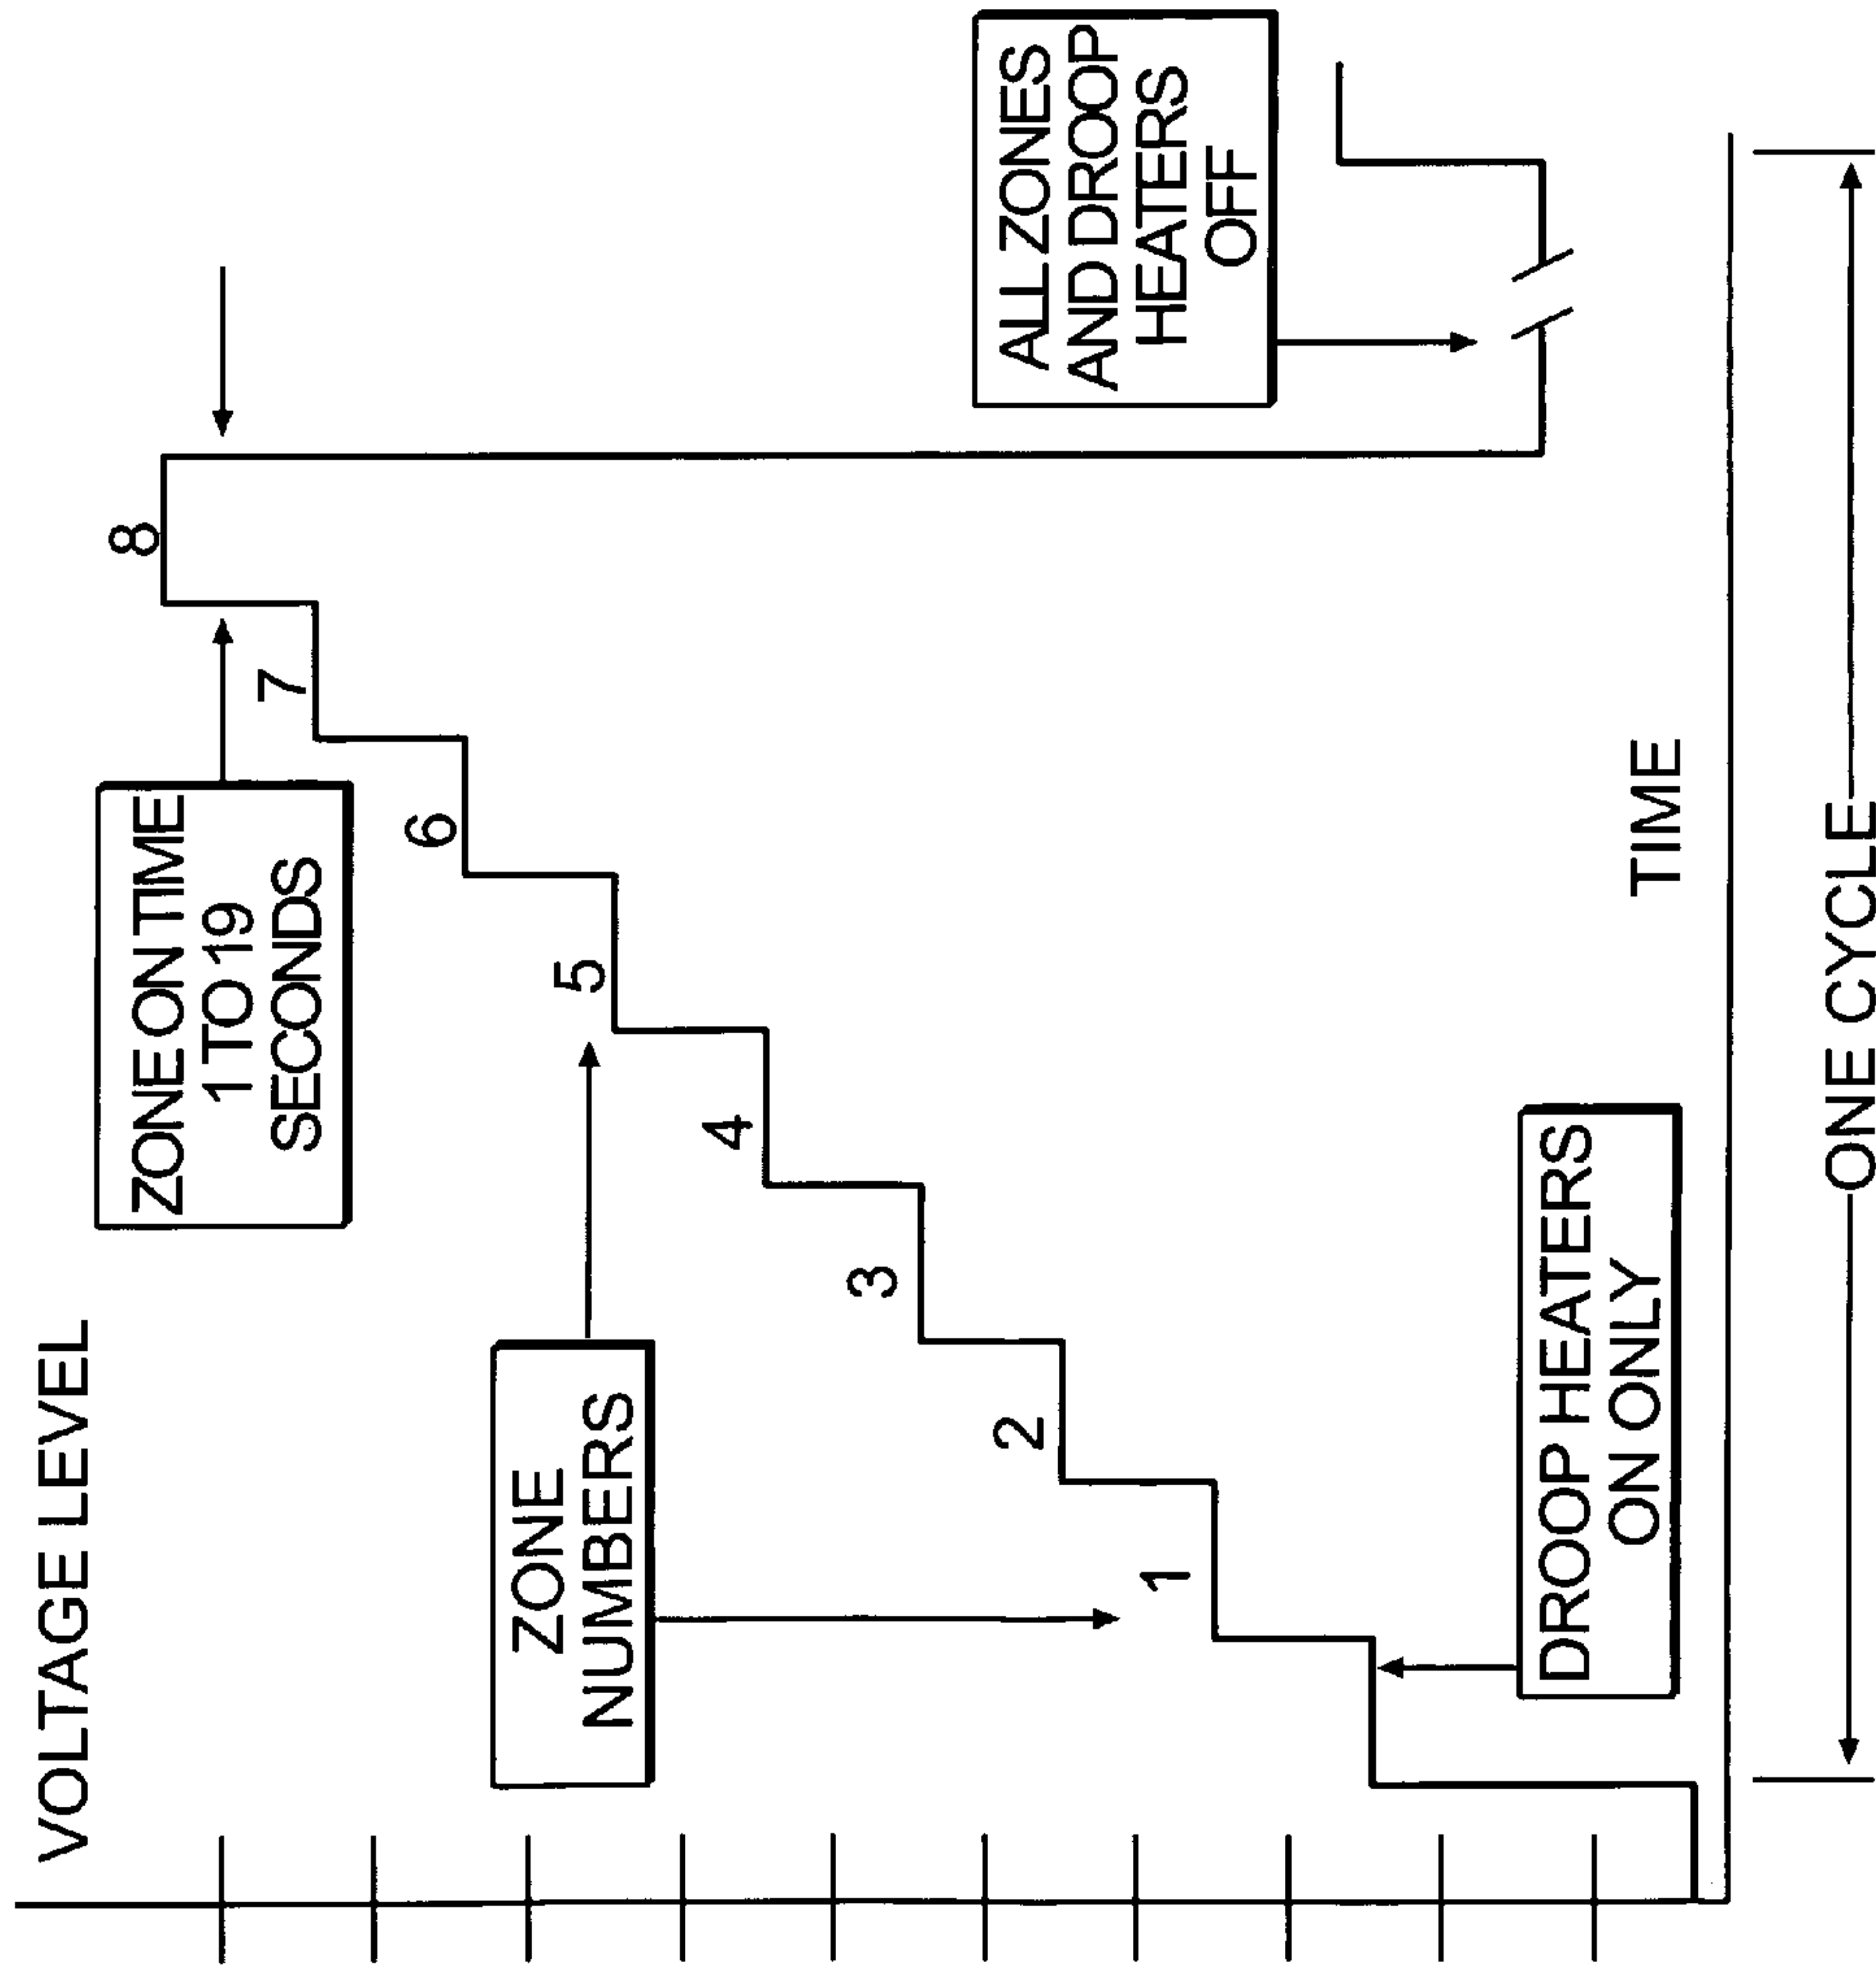 VOLTAGE LEVEL
ZONE ON TIME
1 TO 19
SECONDS
ZONE
NUMBERS
1
2
3
4
5
6
7
8
DROOP HEATERS
ON ONLY
ALL ZONES
AND DROOP
HEATERS
OFF
TIME
ONE CYCLE